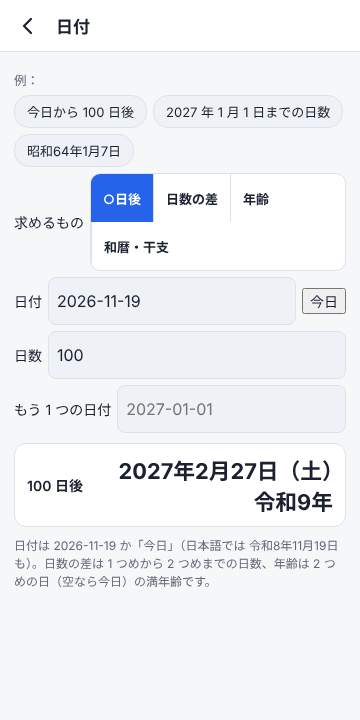 日付
例：
今日から 100 日後
2027 年 1 月 1 日までの日数
昭和64年1月7日
求めるもの
○日後
日数の差
年齢
和暦・干支
日付
2026-11-19
今日
日数
100
もう 1 つの日付
2027-01-01
100 日後
2027年2月27日（土）
令和9年
日付は 2026-11-19 か「今日」（日本語では 令和8年11月19日
も）。日数の差は 1 つめから 2 つめまでの日数、年齢は 2 つ
めの日（空なら今日）の満年齢です。